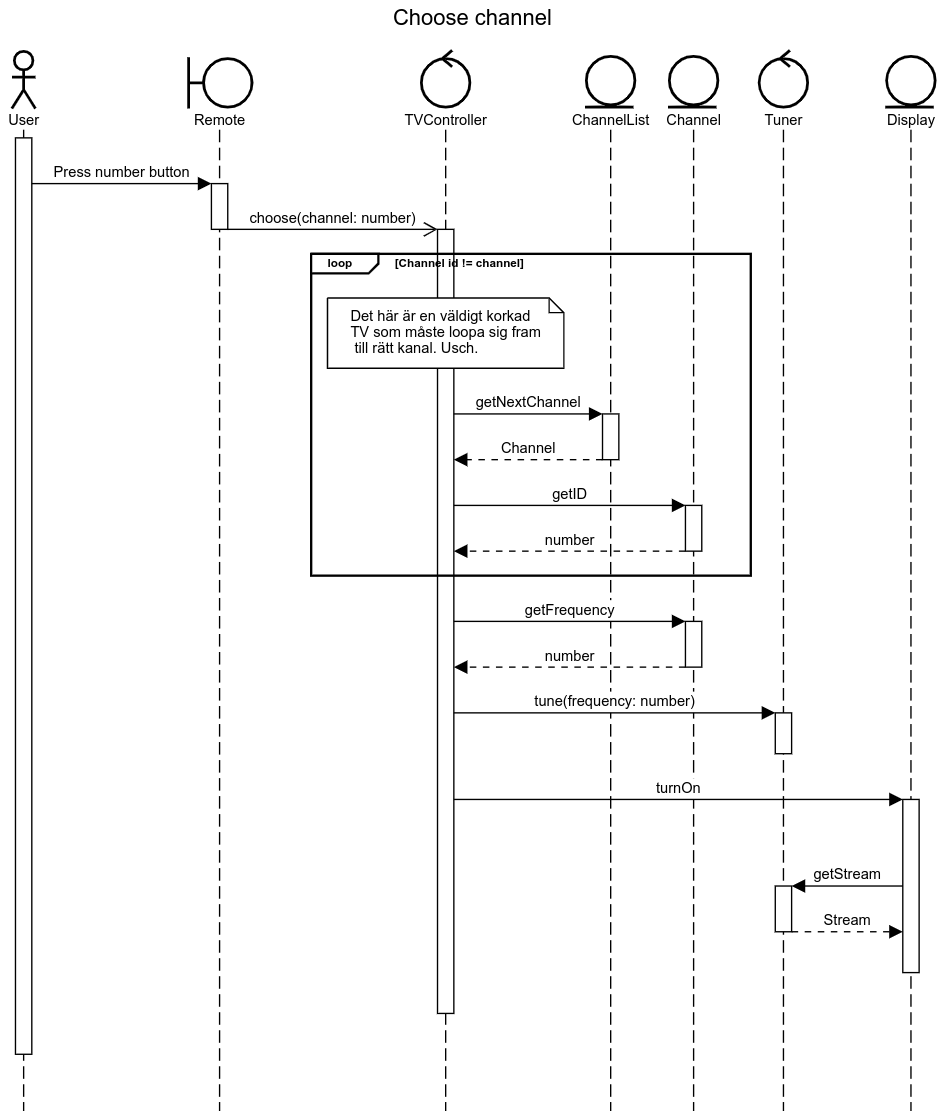 Choose channel
User
Remote
TVController
ChannelList
Channel
Tuner
Display
Press number button
choose(channel: number)
loop
[Channel id != channel]
Det här är en väldigt korkad
TV som måste loopa sig fram
till rätt kanal. Usch.
getNextChannel
Channel
getID
number
getFrequency
number
tune(frequency: number)
turnOn
getStream
Stream